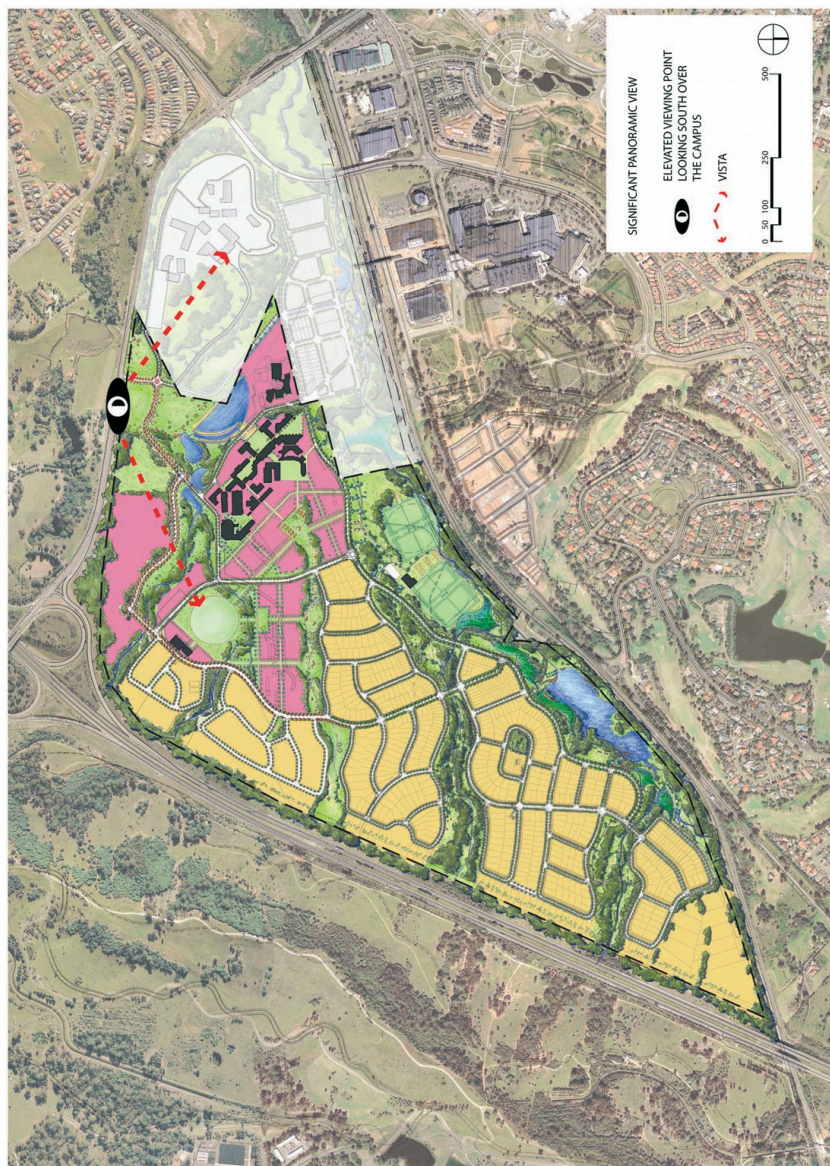 SIGNIFICANT PANORAMIC VIEW
ELEVATED VIEWING POINT
LOOKING SOUTH OVER
THE CAMPUS
VISTA
0 50 100 250 500